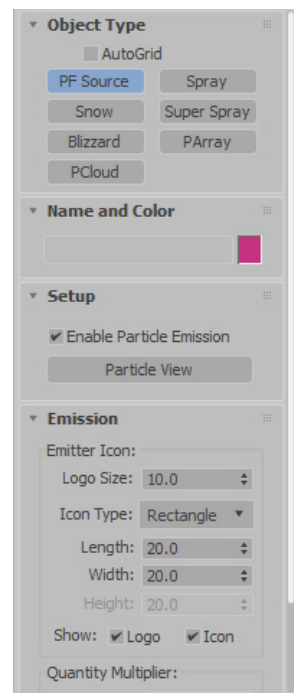 Object Type
AutoGrid
PF Source Spray
Snow Super Spray
Blizzard PArray
PCloud
Name and Color
Setup
Enable Particle Emission
Particle View
Emission
Emitter Icon:
Logo Size: 10.0
Icon Type: Rectangle
Length: 20.0
Width: 20.0
Height: 20.0
Show: Logo Icon
Quantity Multiplier: